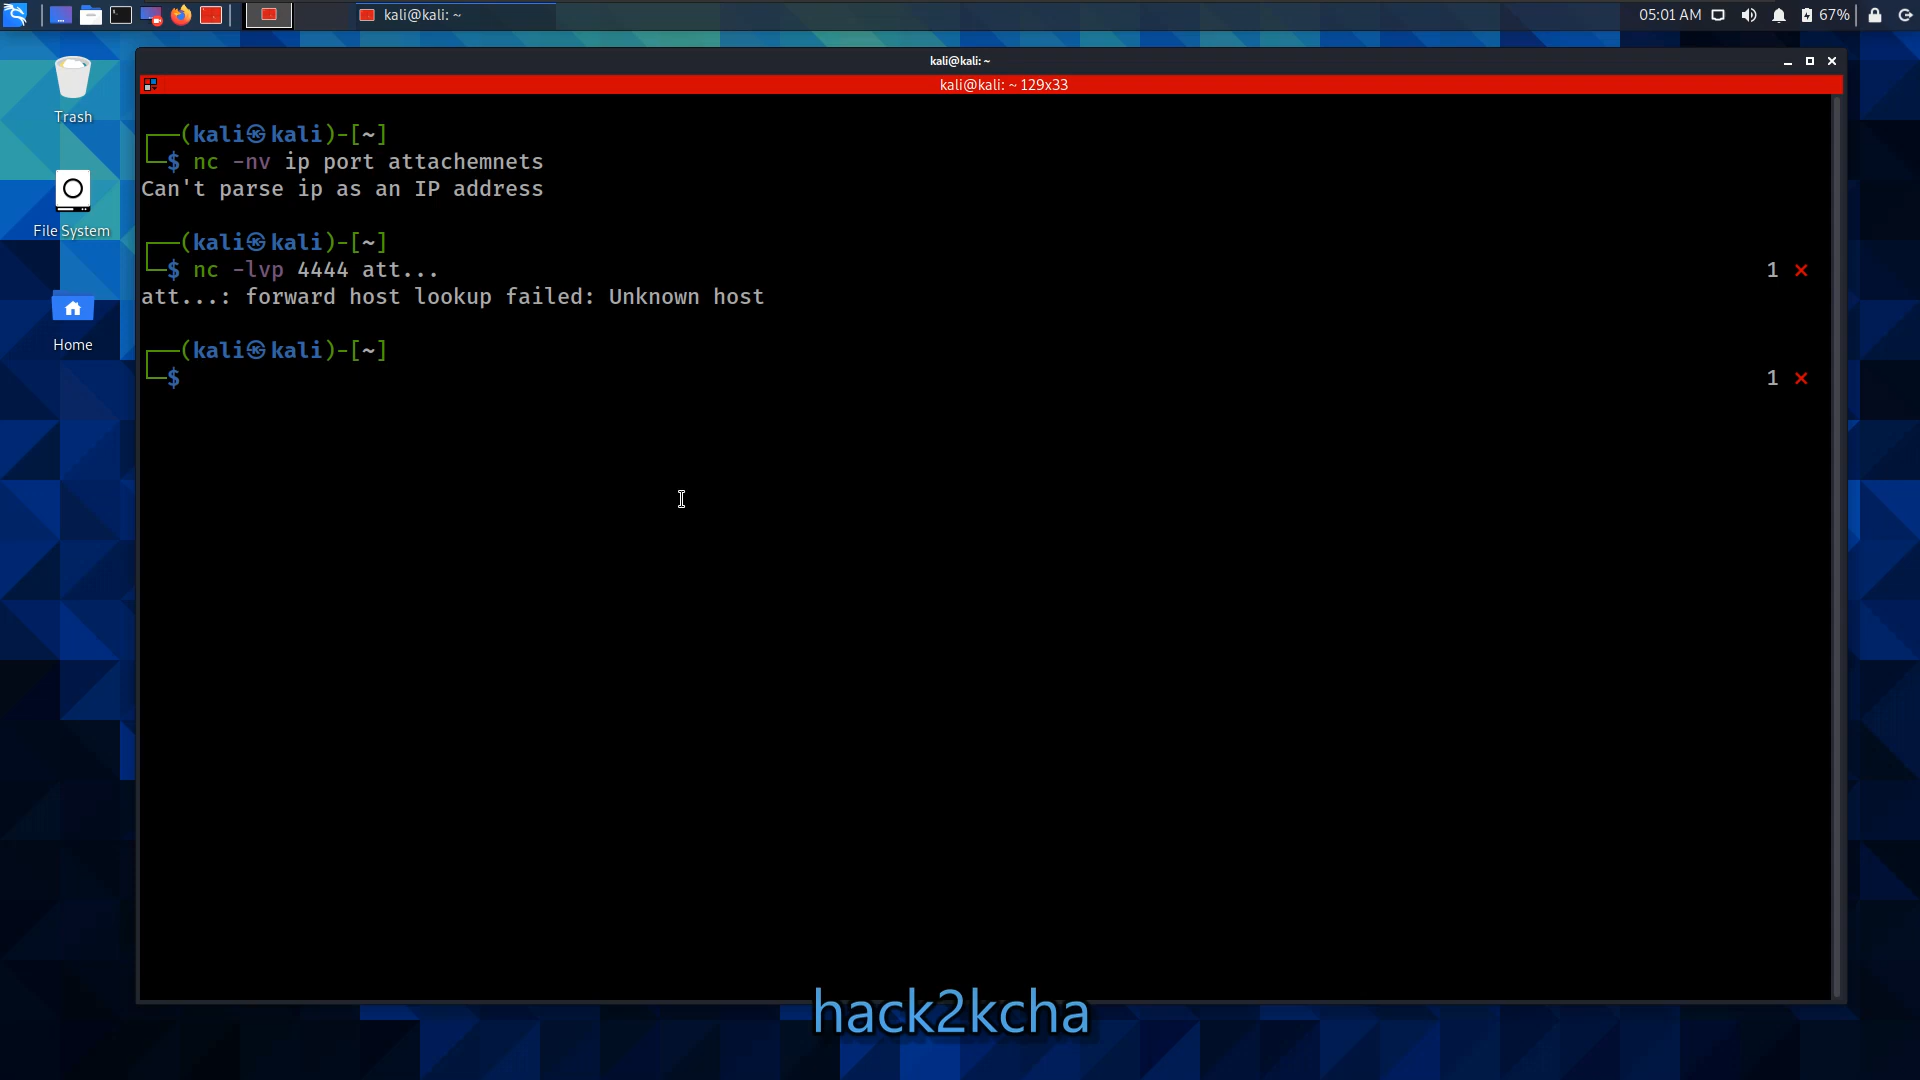 kali@kali: ~
05:01 AM
67%
Trash
File System
Home
kali@kali: ~
kali@kali: ~ 129x33
┌──(kali㉿kali)-[~]
└─$ nc -nv ip port attachemnets
Can't parse ip as an IP address
┌──(kali㉿kali)-[~]
└─$ nc -lvp 4444 att... 1 ⨯
att...: forward host lookup failed: Unknown host
┌──(kali㉿kali)-[~]
└─$ 1 ⨯
hack2kcha